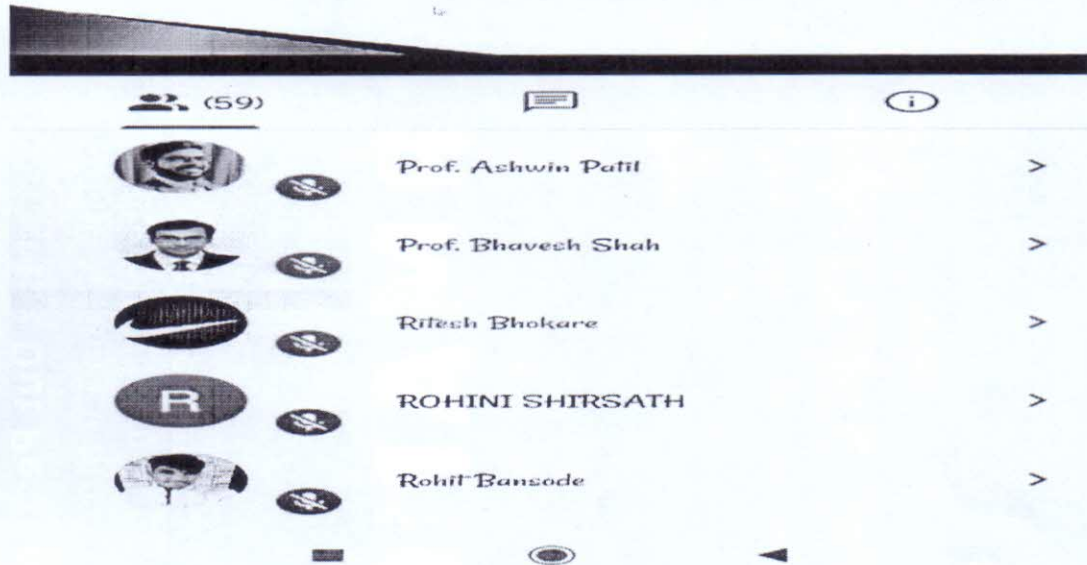 (59)
Prof. Ashwin Patil
Prof. Bhavesh Shah
Ritesh Bhokare
R
ROHINI SHIRSATH
Rohit Bansode